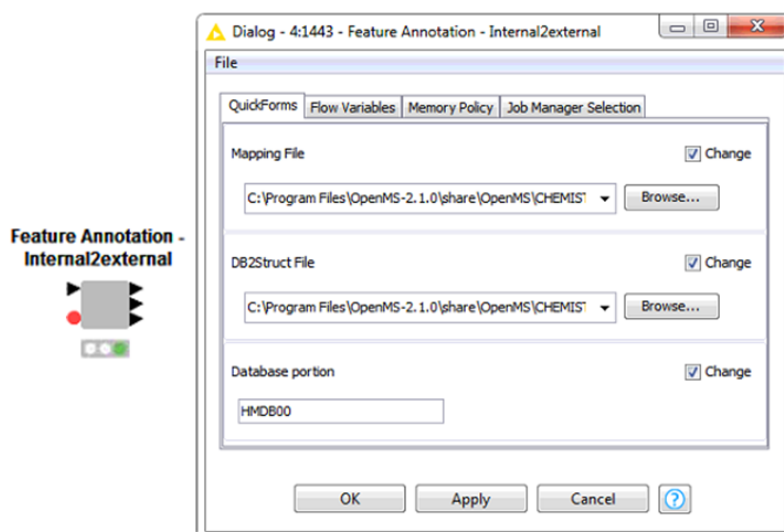 Dialog - 4:1443 - Feature Annotation - Internal2external
File
QuickForms Flow Variables Memory Policy Job Manager Selection
Mapping File Change
C:\Program Files\OpenMS-2.1.0\share\OpenMS\CHEMIST Browse...
DB2Struct File Change
C:\Program Files\OpenMS-2.1.0\share\OpenMS\CHEMIST Browse...
Database portion Change
HMDB00
OK Apply Cancel ?
Feature Annotation -
Internal2external